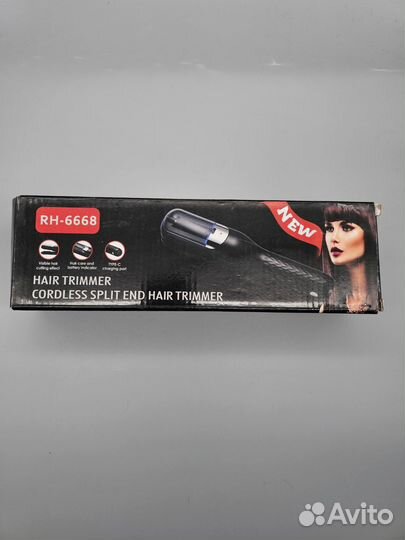 RH-6668
NEW
Visible hair
cutting effect
Hair care and
battery indicator
TYPE-C
charging port
HAIR TRIMMER
CORDLESS SPLIT END HAIR TRIMMER
Avito